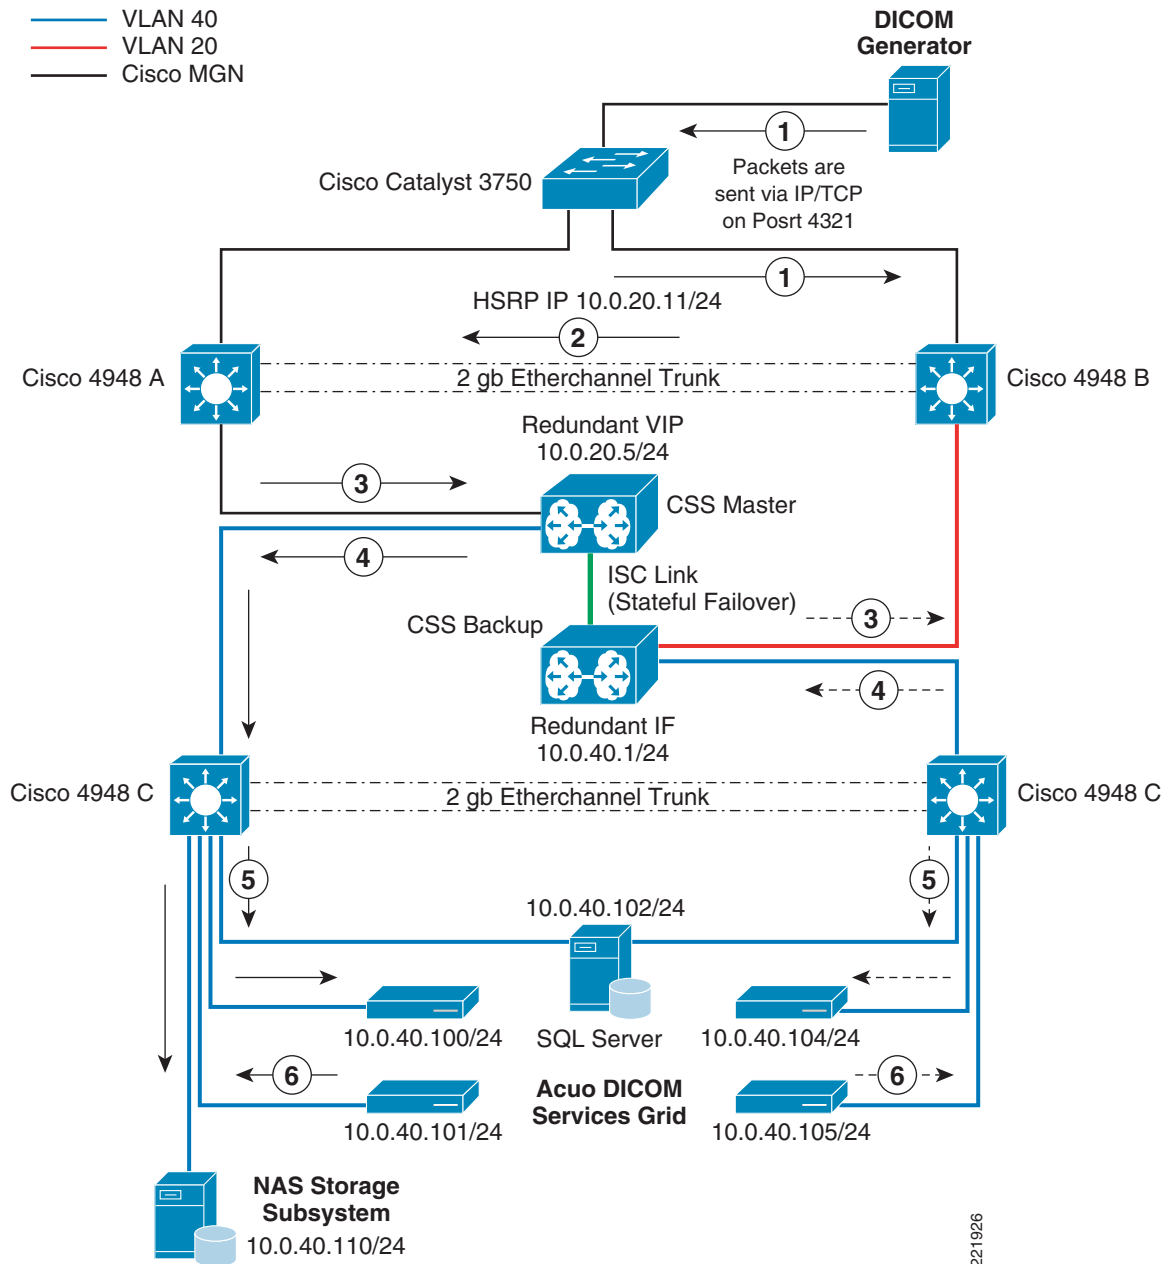 VLAN 40
VLAN 20
Cisco MGN
DICOM
Generator
1
Packets are
sent via IP/TCP
on Posrt 4321
Cisco Catalyst 3750
1
HSRP IP 10.0.20.11/24
2
Cisco 4948 A
2 gb Etherchannel Trunk
Cisco 4948 B
Redundant VIP
10.0.20.5/24
3
CSS Master
4
ISC Link
(Stateful Failover)
3
CSS Backup
4
Redundant IF
10.0.40.1/24
Cisco 4948 C
2 gb Etherchannel Trunk
Cisco 4948 C
5
5
10.0.40.102/24
10.0.40.100/24
SQL Server
10.0.40.104/24
6
Acuo DICOM
Services Grid
6
10.0.40.101/24
10.0.40.105/24
NAS Storage
Subsystem
10.0.40.110/24
221926